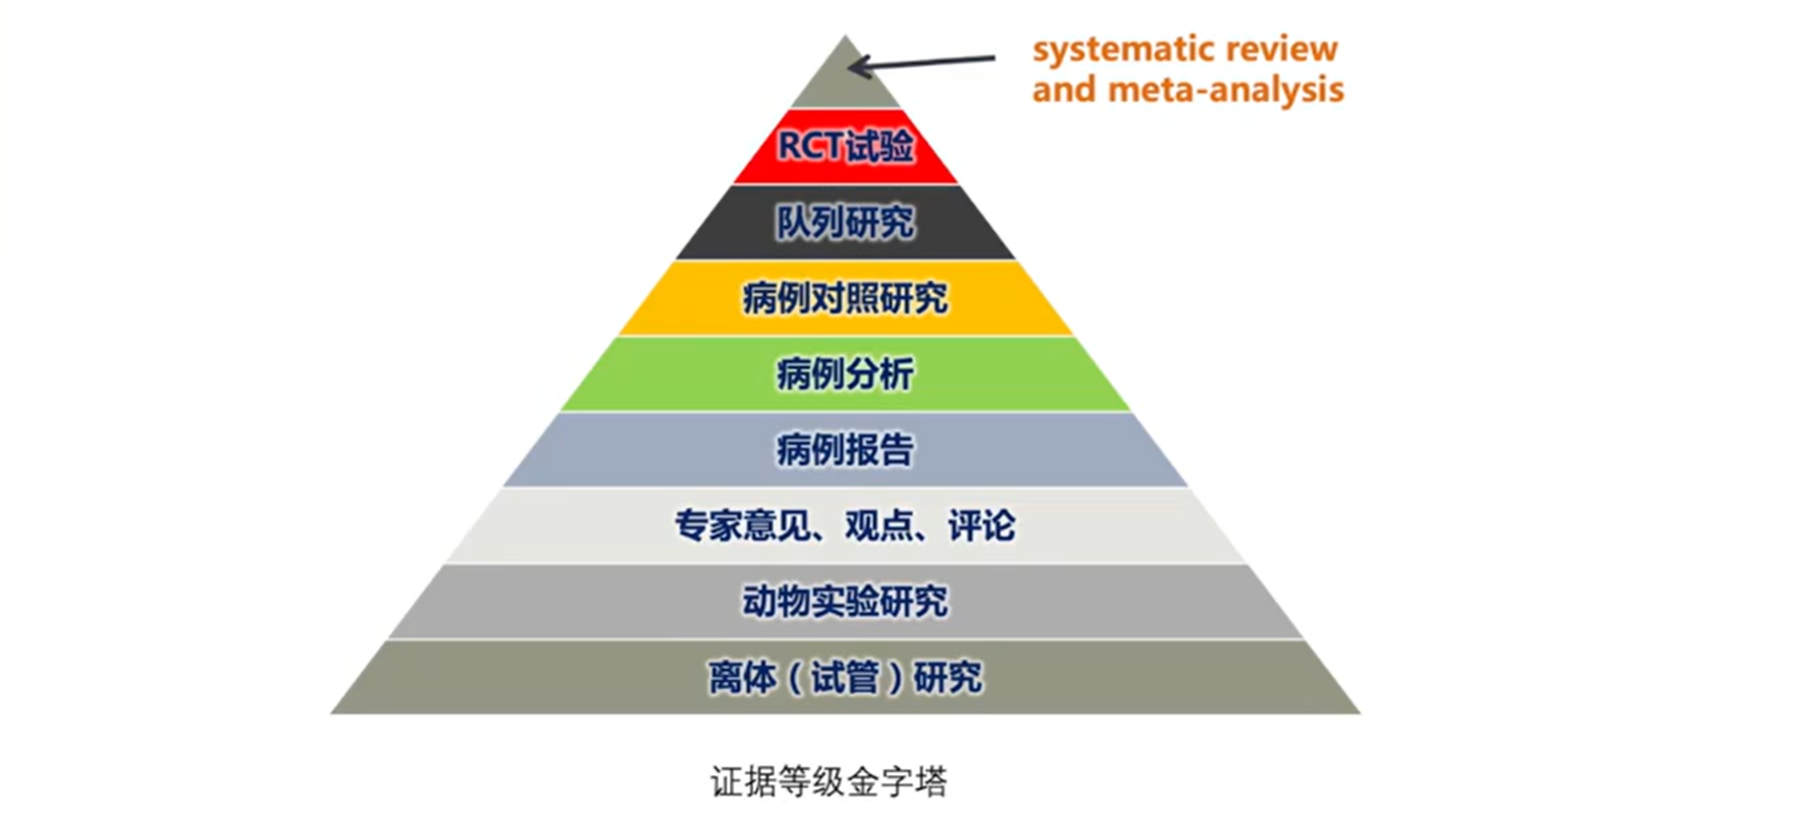 systematic review
and meta-analysis
RCT试验
队列研究
病例对照研究
病例分析
病例报告
专家意见、观点、评论
动物实验研究
离体（试管）研究
证据等级金字塔